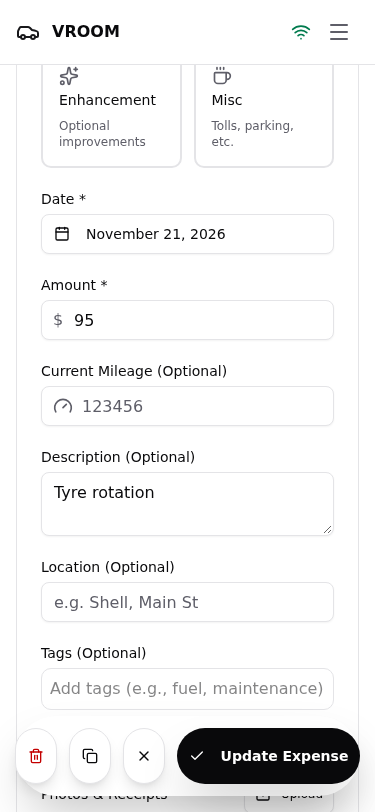 VROOM
Enhancement
Optional
improvements
Misc
Tolls, parking,
etc.
Date *
November 21, 2026
Amount *
$ 95
Current Mileage (Optional)
123456
Description (Optional)
Tyre rotation
Location (Optional)
e.g. Shell, Main St
Tags (Optional)
Add tags (e.g., fuel, maintenance)
Update Expense
Photos & Receipts
Upload